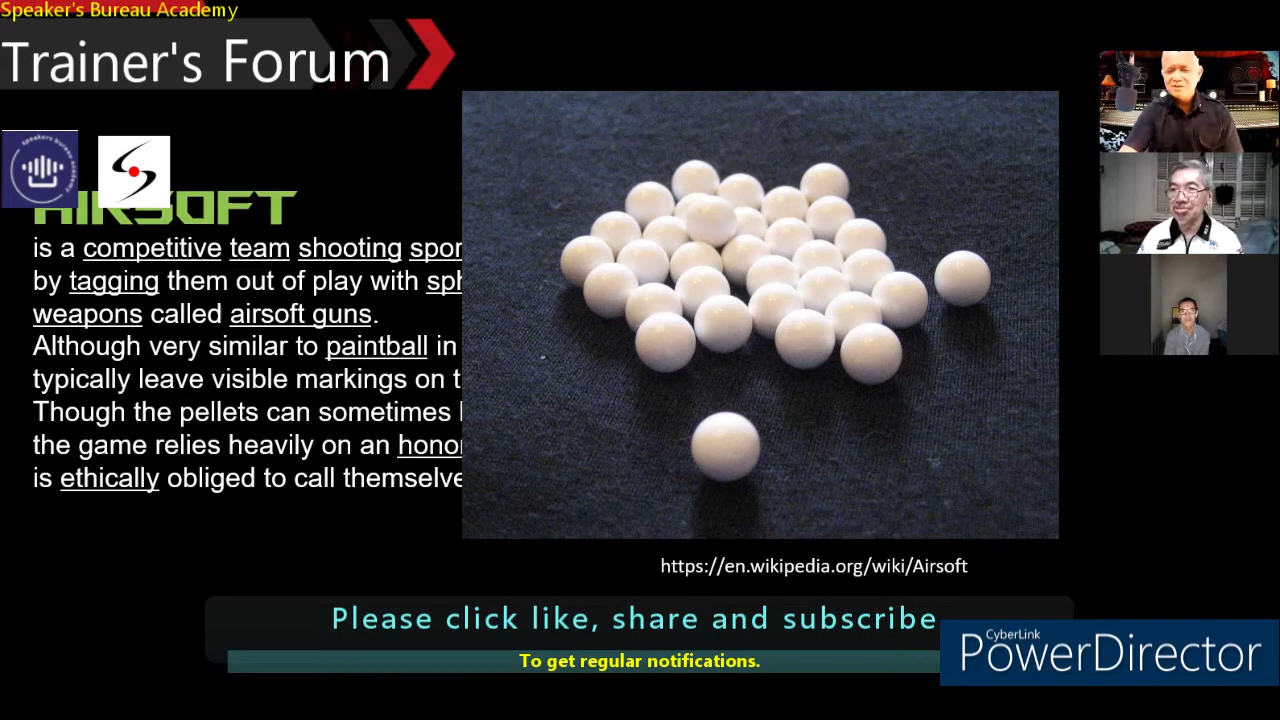 Speaker's Bureau Academy
Trainer's Forum
speakers bureau academy
AIRSOFT
is a competitive team shooting spor
by tagging them out of play with sph
weapons called airsoft guns.
Although very similar to paintball in
typically leave visible markings on t
Though the pellets can sometimes
the game relies heavily on an honor
is ethically obliged to call themselve
https://en.wikipedia.org/wiki/Airsoft
Please click like, share and subscribe
To get regular notifications.
CyberLink
PowerDirector